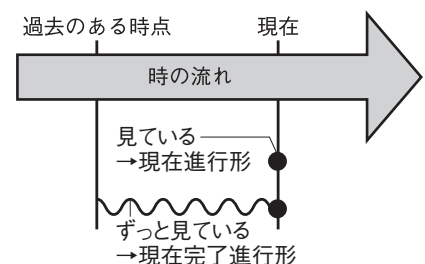 過去のある時点
現在
時の流れ
見ている
→現在進行形
ずっと見ている
→現在完了進行形